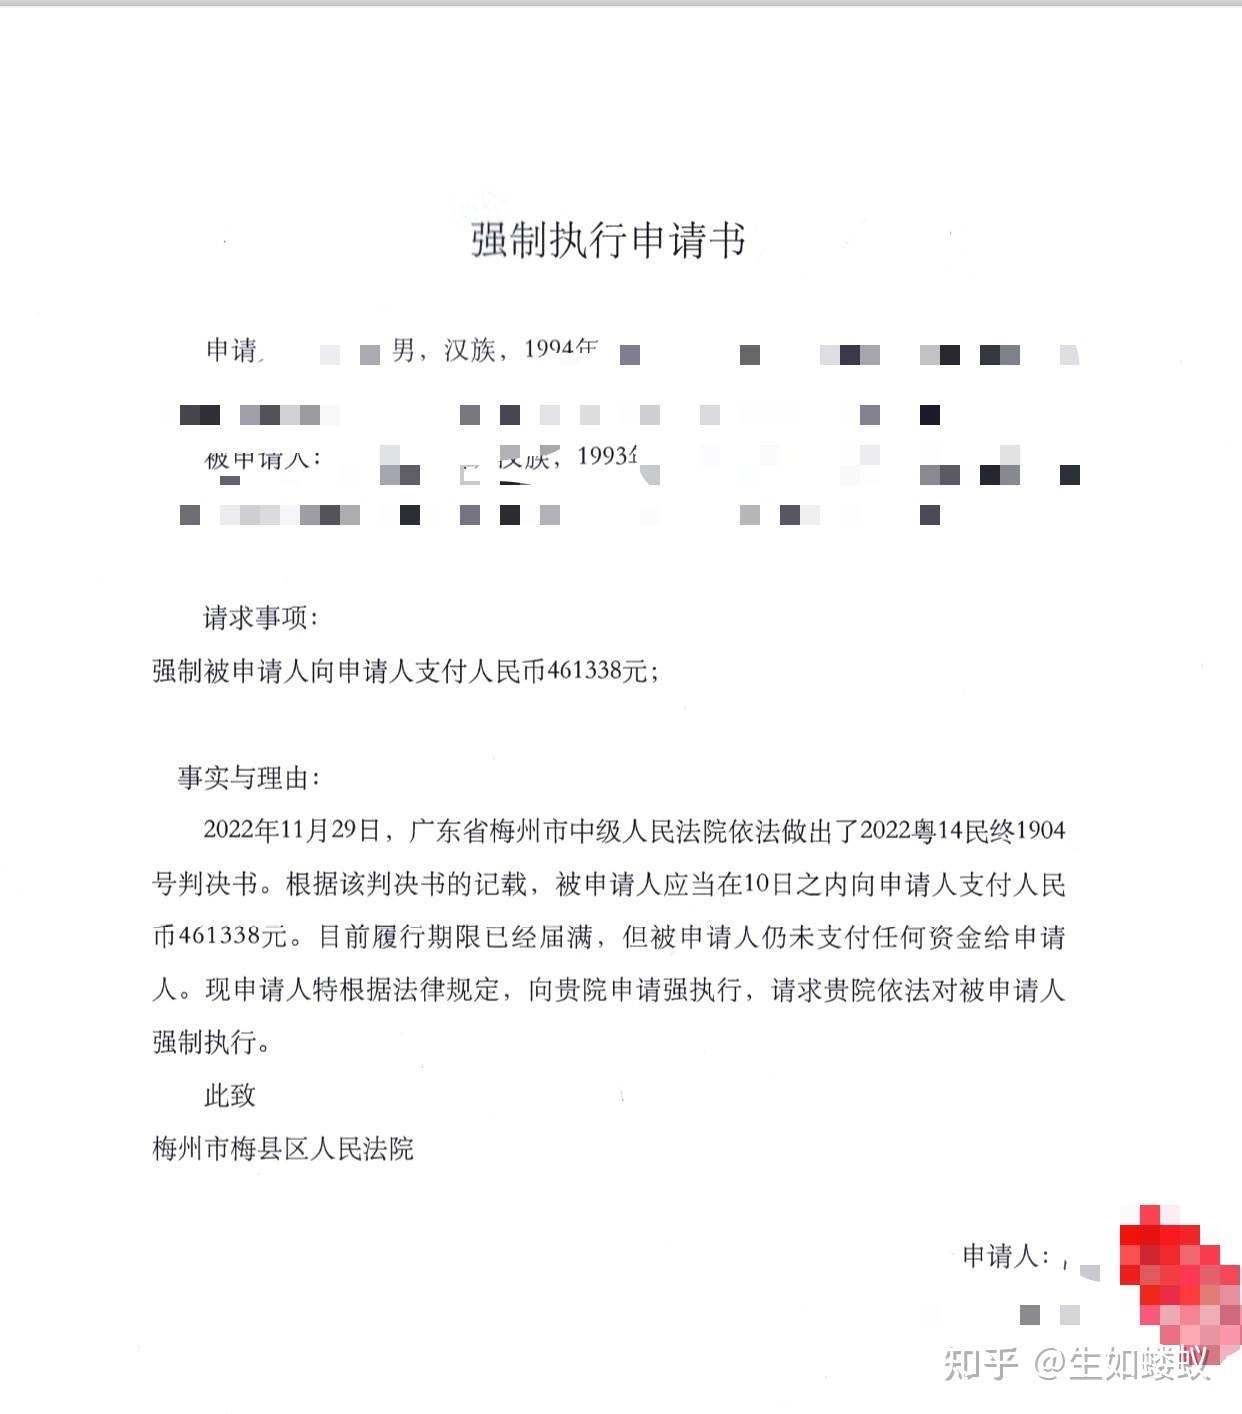 强制执行申请书
申请
男，汉族，1994年
被申请人：
汉族，1993年
请求事项：
强制被申请人向申请人支付人民币461338元；
事实与理由：
2022年11月29日，广东省梅州市中级人民法院依法做出了2022粤14民终1904
号判决书。根据该判决书的记载，被申请人应当在10日之内向申请人支付人民
币461338元。目前履行期限已经届满，但被申请人仍未支付任何资金给申请
人。现申请人特根据法律规定，向贵院申请强执行，请求贵院依法对被申请人
强制执行。
此致
梅州市梅县区人民法院
申请人：
知乎 @生如蝼蚁